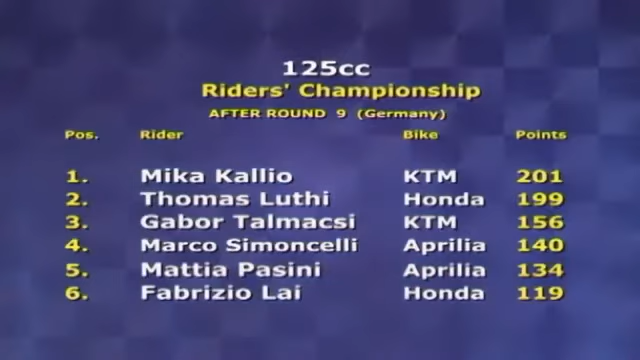 125cc
Riders' Championship
AFTER ROUND 9 (Germany)
Pos. Rider Bike Points
1. Mika Kallio KTM 201
2. Thomas Luthi Honda 199
3. Gabor Talmacsi KTM 156
4. Marco Simoncelli Aprilia 140
5. Mattia Pasini Aprilia 134
6. Fabrizio Lai Honda 119